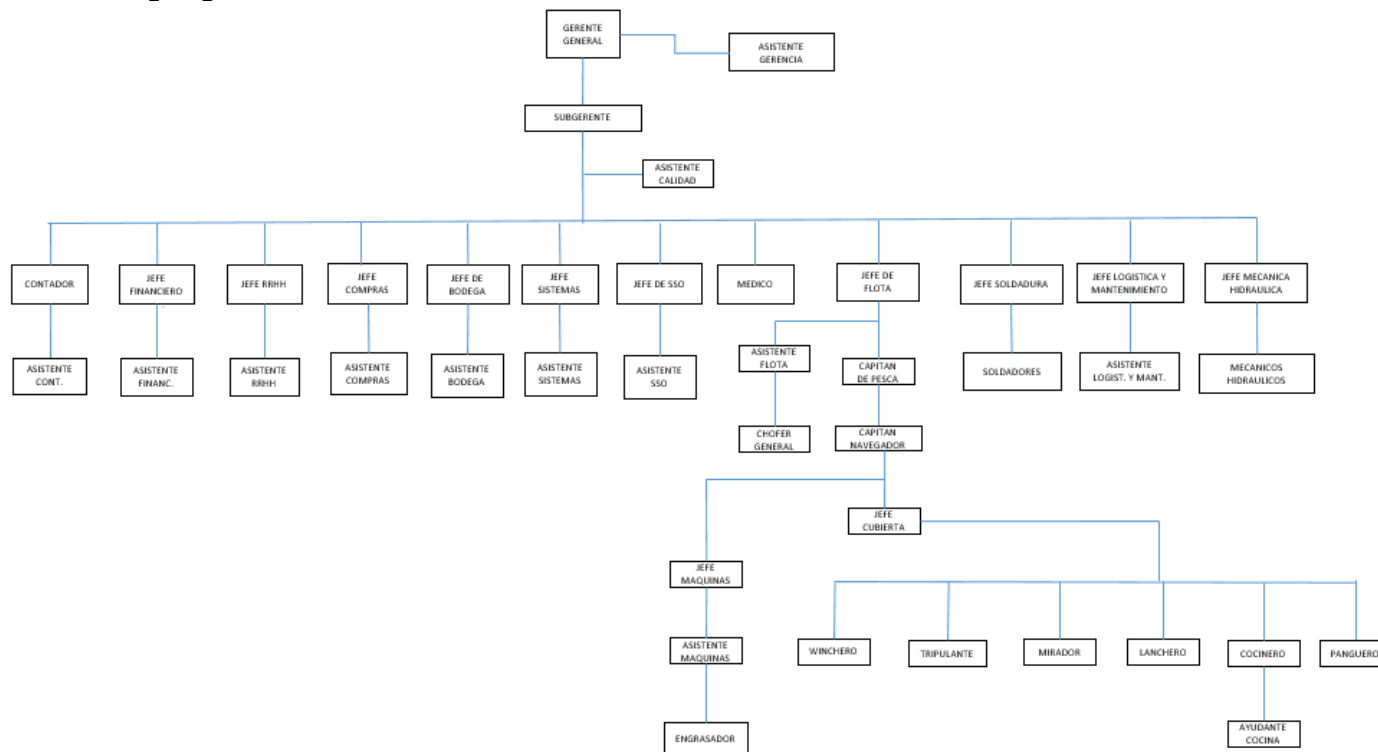 GERENTE
GENERAL
ASISTENTE
GERENCIA
SUBGERENTE
ASISTENTE
CALIDAD
CONTADOR
JEFE
FINANCIERO
JEFE RRHH
JEFE
COMPRAS
JEFE DE
BODEGA
JEFE
SISTEMAS
JEFE DE SSO
MEDICO
JEFE DE
FLOTA
JEFE SOLDADURA
JEFE LOGISTICA Y
MANTENIMIENTO
JEFE MECANICA
HIDRAULICA
ASISTENTE
CONT.
ASISTENTE
FINANC.
ASISTENTE
RRHH
ASISTENTE
COMPRAS
ASISTENTE
BODEGA
ASISTENTE
SISTEMAS
ASISTENTE
SSO
ASISTENTE
FLOTA
CAPITAN
DE PESCA
SOLDADORES
ASISTENTE
LOGIST. Y MANT.
MECANICOS
HIDRAULICOS
CHOFER
GENERAL
CAPITAN
NAVEGADOR
JEFE
CUBIERTA
JEFE
MAQUINAS
ASISTENTE
MAQUINAS
WINCHERO
TRIPULANTE
MIRADOR
LANCHERO
COCINERO
PANGUERO
ENGRASADOR
AYUDANTE
COCINA